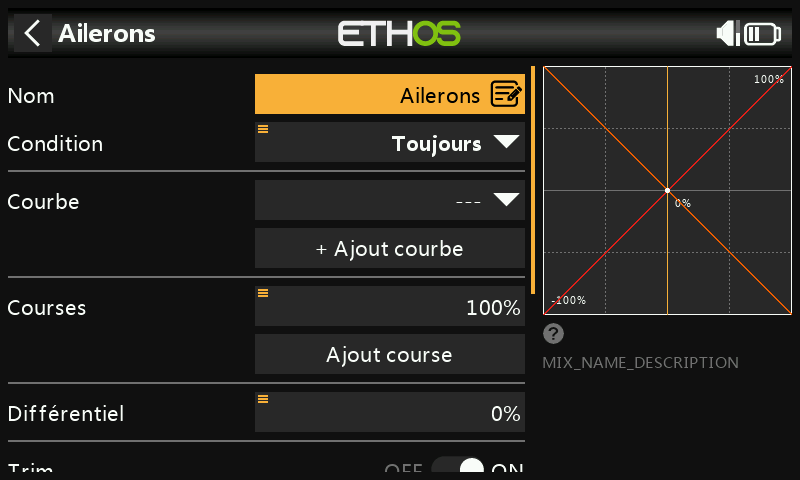 Ailerons
ETHOS
Nom
Ailerons
Condition
Toujours
Courbe
---
+ Ajout courbe
Courses
100%
Ajout course
Différentiel
0%
Trim
OFF
ON
100%
0%
-100%
?
MIX_NAME_DESCRIPTION